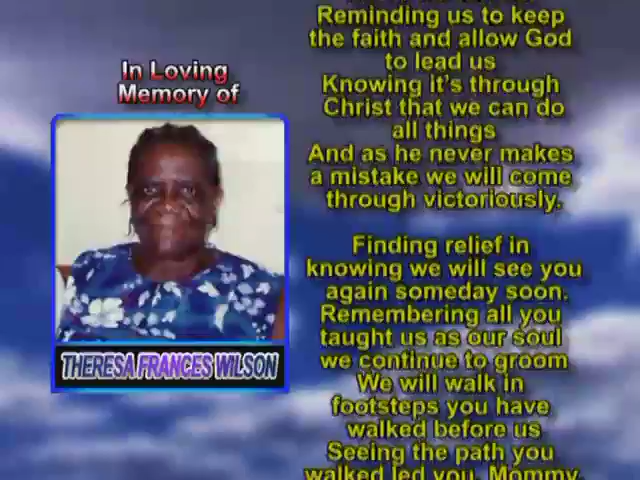 In Loving
Memory of
THERESA FRANCES WILSON
Reminding us to keep
the faith and allow God
to lead us
Knowing it's through
Christ that we can do
all things
And as he never makes
a mistake we will come
through victoriously.
Finding relief in
knowing we will see you
again someday soon.
Remembering all you
taught us as our soul
we continue to groom
We will walk in
footsteps you have
walked before us
Seeing the path you
walked led you, Mommy,